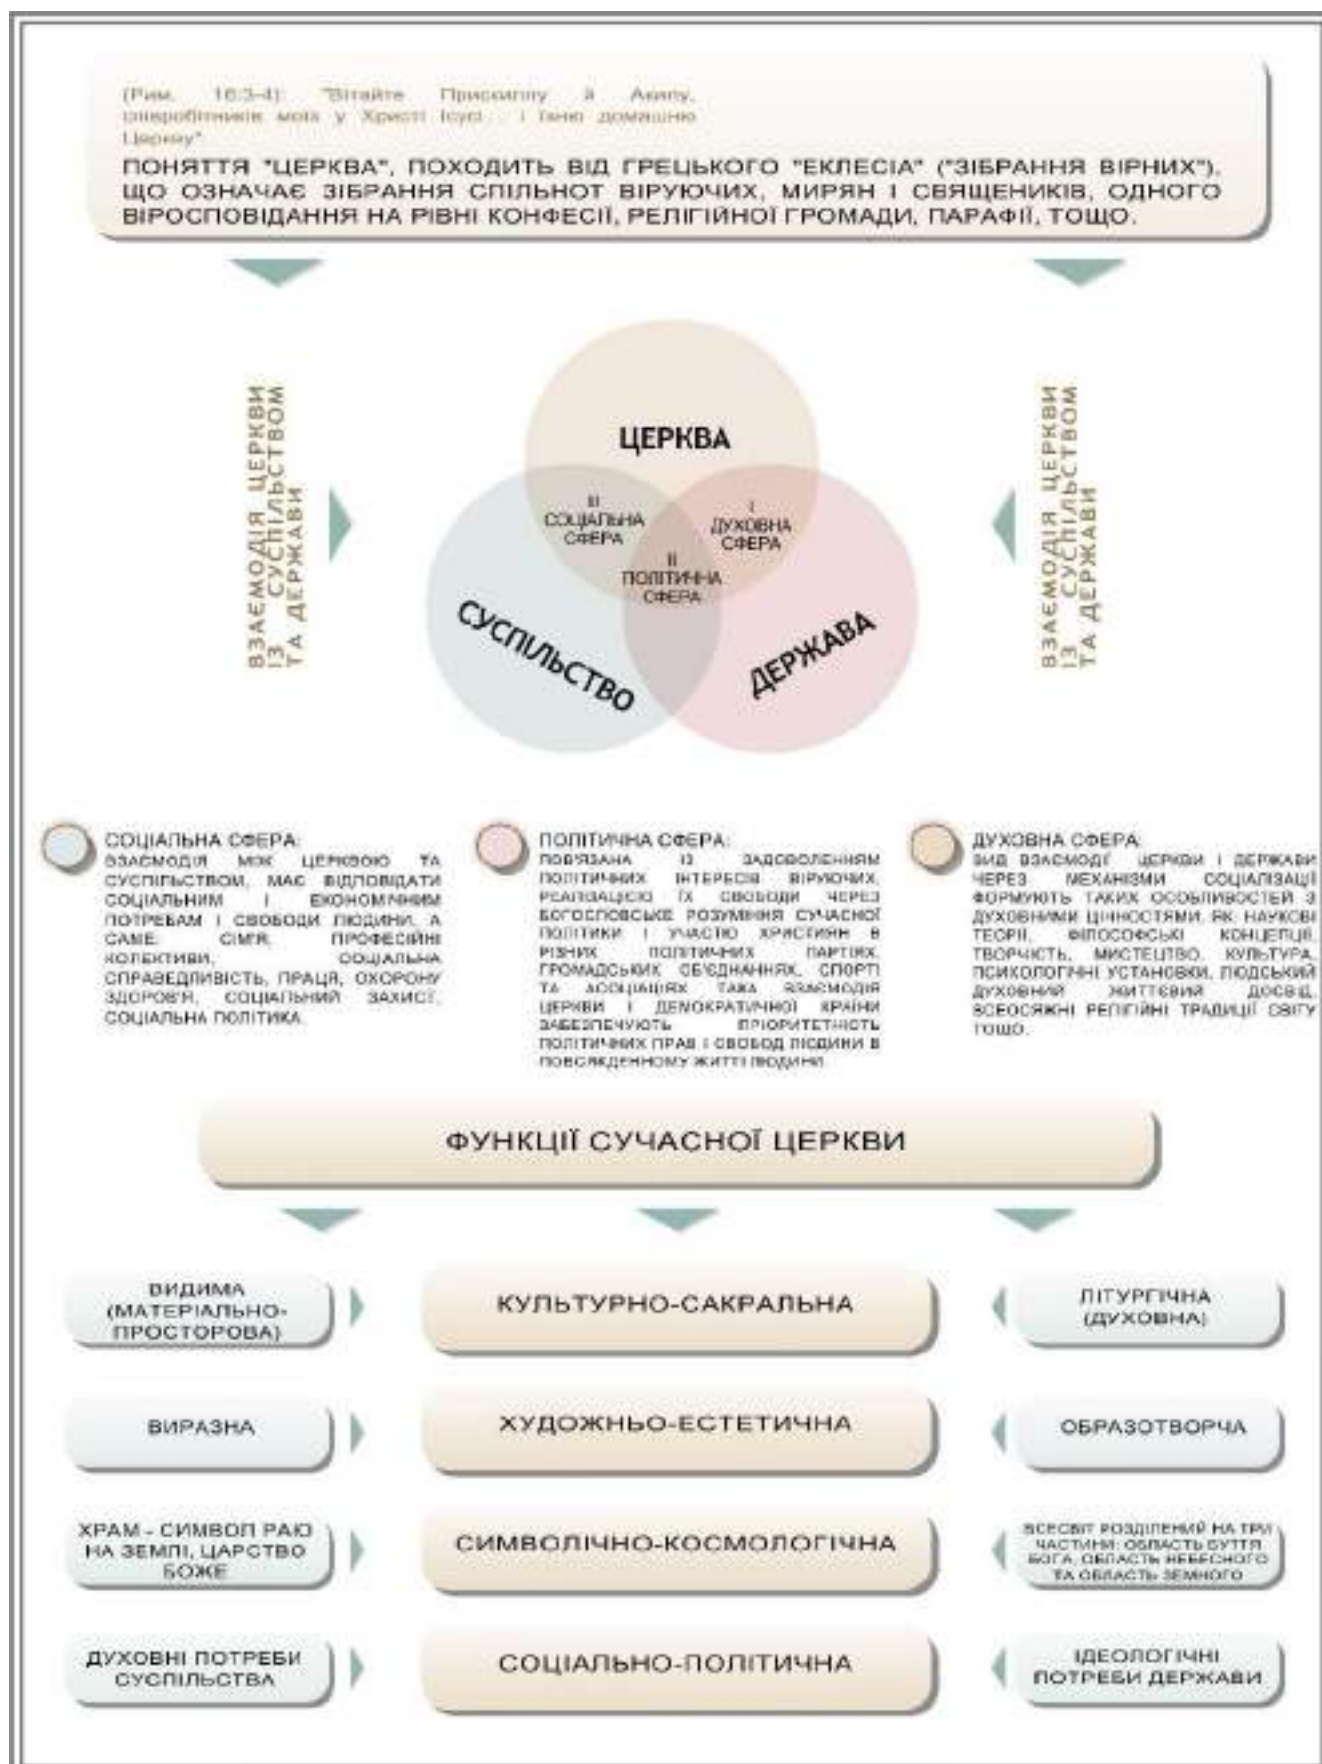 (Рим. 16:3-4): "Вітайте Прискиллу й Акилу,
співробітників моїх у Христі Ісусі... і їхню домашню
Церкву"
ПОНЯТТЯ "ЦЕРКВА", ПОХОДИТЬ ВІД ГРЕЦЬКОГО "ЕКЛЕСІА" ("ЗІБРАННЯ ВІРНИХ"),
ЩО ОЗНАЧАЄ ЗІБРАННЯ СПІЛЬНОТ ВІРУЮЧИХ, МИРЯН І СВЯЩЕНИКІВ, ОДНОГО
ВІРОСПОВІДАННЯ НА РІВНІ КОНФЕСІЇ, РЕЛІГІЙНОЇ ГРОМАДИ, ПАРАФІЇ, ТОЩО.
ВЗАЄМОДІЯ ЦЕРКВИ
ІЗ СУСПІЛЬСТВОМ
ТА ДЕРЖАВИ
ЦЕРКВА
III
СОЦІАЛЬНА
СФЕРА
I
ДУХОВНА
СФЕРА
II
ПОЛІТИЧНА
СФЕРА
СУСПІЛЬСТВО
ДЕРЖАВА
ВЗАЄМОДІЯ ЦЕРКВИ
ІЗ СУСПІЛЬСТВОМ
ТА ДЕРЖАВИ
СОЦІАЛЬНА СФЕРА:
ВЗАЄМОДІЯ МІЖ ЦЕРКВОЮ ТА
СУСПІЛЬСТВОМ, МАЄ ВІДПОВІДАТИ
СОЦІАЛЬНИМ І ЕКОНОМІЧНИМ
ПОТРЕБАМ І СВОБОДИ ЛЮДИНИ, А
САМЕ: СІМ'Я, ПРОФЕСІЙНІ
КОЛЕКТИВИ, СОЦІАЛЬНА
СПРАВЕДЛИВІСТЬ, ПРАЦЯ, ОХОРОНУ
ЗДОРОВ'Я, СОЦІАЛЬНИЙ ЗАХИСТ,
СОЦІАЛЬНА ПОЛІТИКА.
ПОЛІТИЧНА СФЕРА:
ПОВ'ЯЗАНА ІЗ ЗАДОВОЛЕННЯМ
ПОЛІТИЧНИХ ІНТЕРЕСІВ ВІРУЮЧИХ,
РЕАЛІЗАЦІЄЮ ЇХ СВОБОДИ ЧЕРЕЗ
БОГОСЛОВСЬКЕ РОЗУМІННЯ СУЧАСНОЇ
ПОЛІТИКИ І УЧАСТЮ ХРИСТИЯН В
РІЗНИХ ПОЛІТИЧНИХ ПАРТІЯХ,
ГРОМАДСЬКИХ ОБ'ЄДНАННЯХ, СПОРТІ
ТА АСОЦІАЦІЯХ ТАКА ВЗАЄМОДІЯ
ЦЕРКВИ І ДЕМОКРАТИЧНОЇ КРАЇНИ
ЗАБЕЗПЕЧУЮТЬ ПРІОРИТЕТНІСТЬ
ПОЛІТИЧНИХ ПРАВ І СВОБОД ЛЮДИНИ В
ПОВСЯКДЕННОМУ ЖИТТІ ЛЮДИНИ.
ДУХОВНА СФЕРА:
ВИД ВЗАЄМОДІЇ ЦЕРКВИ І ДЕРЖАВИ
ЧЕРЕЗ МЕХАНІЗМИ СОЦІАЛІЗАЦІЇ
ФОРМУЮТЬ ТАКИХ ОСОБЛИВОСТЕЙ З
ДУХОВНИМИ ЦІННОСТЯМИ, ЯК: НАУКОВІ
ТЕОРІЇ, ФІЛОСОФСЬКІ КОНЦЕПЦІЇ,
ТВОРЧІСТЬ, МИСТЕЦТВО, КУЛЬТУРА,
ПСИХОЛОГІЧНІ УСТАНОВКИ, ЛЮДСЬКИЙ
ДУХОВНИЙ ЖИТТЄВИЙ ДОСВІД,
ВСЕОСЯЖНІ РЕЛІГІЙНІ ТРАДИЦІЇ СВІТУ
ТОЩО.
ФУНКЦІЇ СУЧАСНОЇ ЦЕРКВИ
ВИДИМА
(МАТЕРІАЛЬНО-
ПРОСТОРОВА)
КУЛЬТУРНО-САКРАЛЬНА
ЛІТУРГІЧНА
(ДУХОВНА)
ВИРАЗНА
ХУДОЖНЬО-ЕСТЕТИЧНА
ОБРАЗОТВОРЧА
ХРАМ - СИМВОЛ РАЮ
НА ЗЕМЛІ, ЦАРСТВО
БОЖЕ
СИМВОЛІЧНО-КОСМОЛОГІЧНА
ВСЕСВІТ РОЗДІЛЕНИЙ НА ТРИ
ЧАСТИНИ: ОБЛАСТЬ БУТТЯ
БОГА, ОБЛАСТЬ НЕБЕСНОГО
ТА ОБЛАСТЬ ЗЕМНОГО
ДУХОВНІ ПОТРЕБИ
СУСПІЛЬСТВА
СОЦІАЛЬНО-ПОЛІТИЧНА
ІДЕОЛОГІЧНІ
ПОТРЕБИ ДЕРЖАВИ